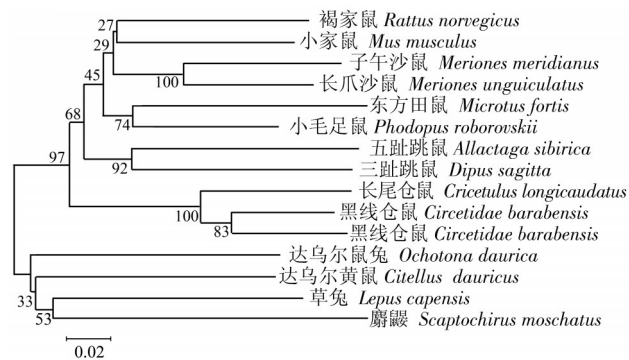 27
褐家鼠 Rattus norvegicus
29
小家鼠 Mus musculus
子午沙鼠 Meriones meridianus
45
100
长爪沙鼠 Meriones unguiculatus
东方田鼠 Microtus fortis
68
74
小毛足鼠 Phodopus roborovskii
五趾跳鼠 Allactaga sibirica
97
92
三趾跳鼠 Dipus sagitta
长尾仓鼠 Cricetulus longicaudatus
100
黑线仓鼠 Circetidae barabensis
83
黑线仓鼠 Circetidae barabensis
达乌尔鼠兔 Ochotona daurica
达乌尔黄鼠 Citellus dauricus
33
草兔 Lepus capensis
53
麝鼹 Scaptochirus moschatus
0.02